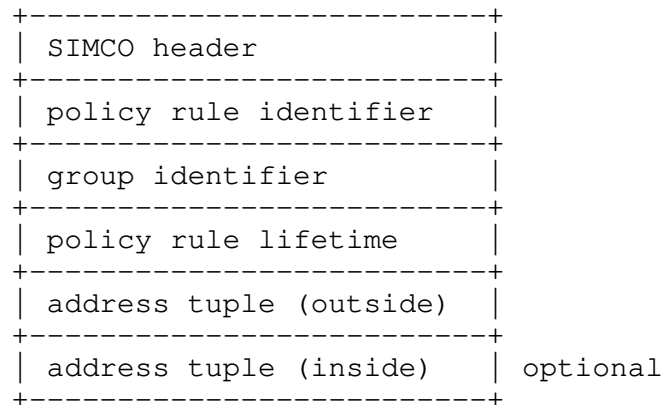 +--------------------------+
| SIMCO header             |
+--------------------------+
| policy rule identifier   |
+--------------------------+
| group identifier         |
+--------------------------+
| policy rule lifetime     |
+--------------------------+
| address tuple (outside)  |
+--------------------------+
| address tuple (inside)   | optional
+--------------------------+